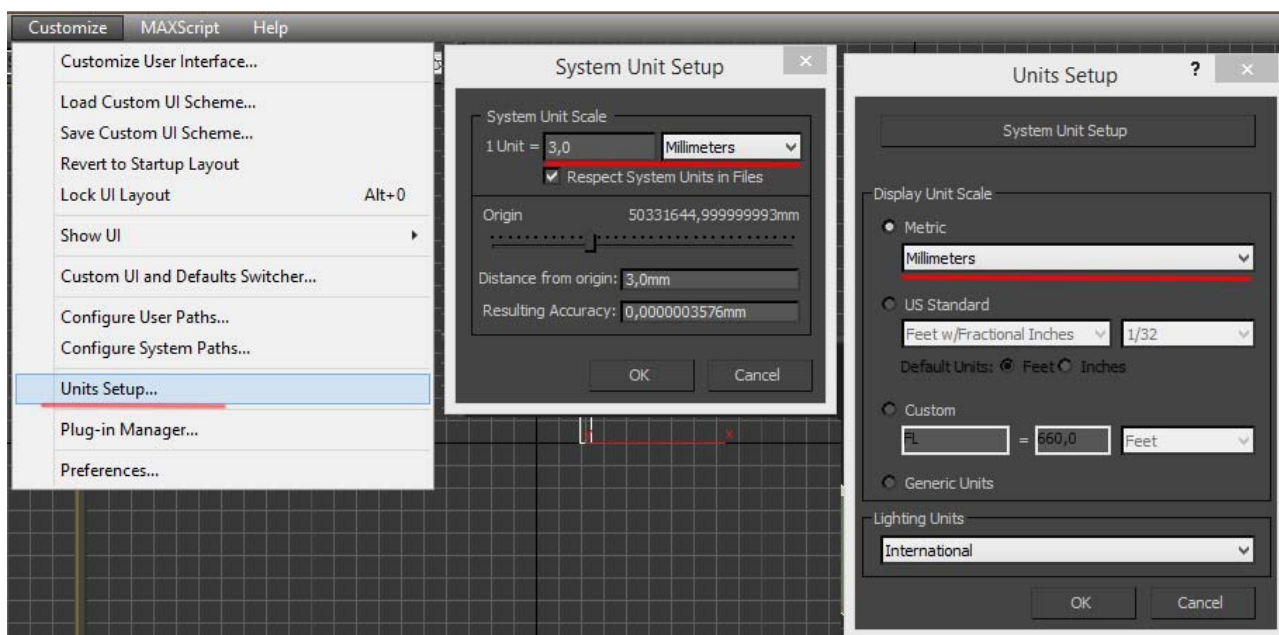 Customize MAXScript Help
Customize User Interface...
Load Custom UI Scheme...
Save Custom UI Scheme...
Revert to Startup Layout
Lock UI Layout Alt+0
Show UI
Custom UI and Defaults Switcher...
Configure User Paths...
Configure System Paths...
Units Setup...
Plug-in Manager...
Preferences...
System Unit Setup
System Unit Scale
1 Unit = 3,0 Millimeters
Respect System Units in Files
Origin 50331644,999999993mm
Distance from origin: 3,0mm
Resulting Accuracy: 0,0000003576mm
OK Cancel
x
Units Setup ?
System Unit Setup
Display Unit Scale
Metric
Millimeters
US Standard
Feet w/Fractional Inches 1/32
Default Units: Feet Inches
Custom
FL = 660,0 Feet
Generic Units
Lighting Units
International
OK Cancel